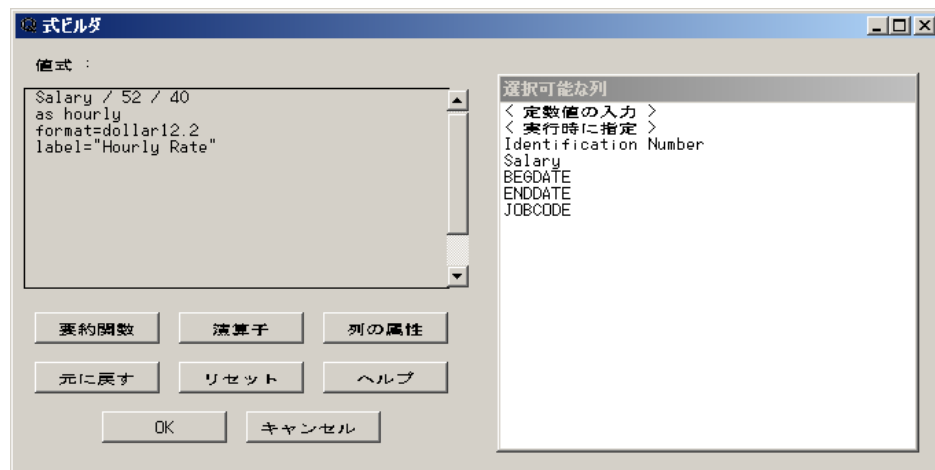 式ビルダ
値式 :
Salary / 52 / 40
as hourly
format=dollar12.2
label="Hourly Rate"
要約関数
演算子
列の属性
元に戻す
リセット
ヘルプ
OK
キャンセル
選択可能な列
< 定数値の入力 >
< 実行時に指定 >
Identification Number
Salary
BEGDATE
ENDDATE
JOBCODE